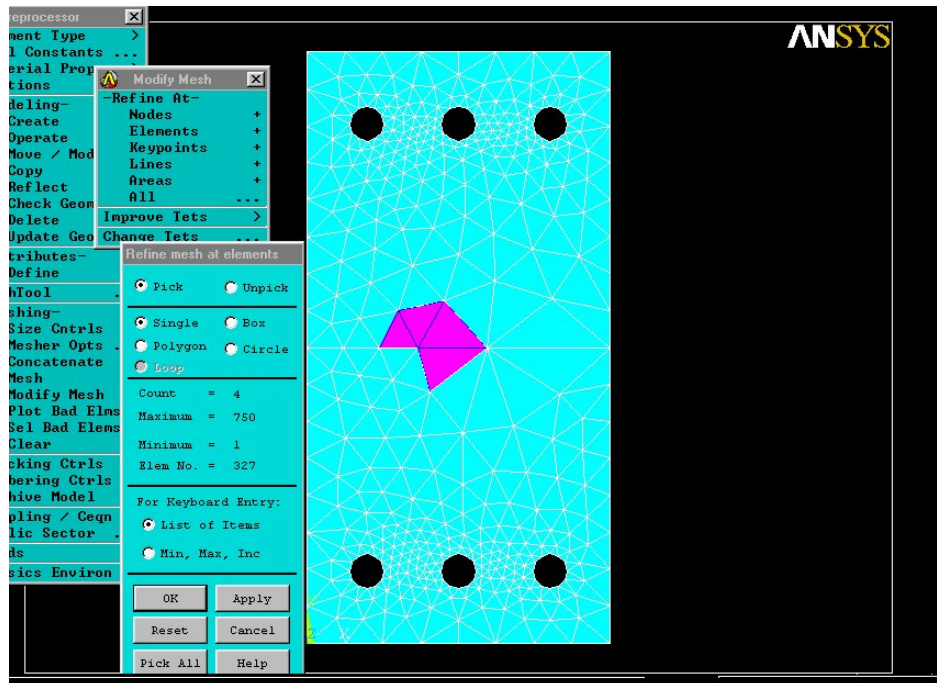 reprocessor
ment Type >
l Constants ...
erial Prop
tions
deling-
Create
Operate
Move / Mod
Copy
Reflect
Check Geom
Delete
Update Geo
tributes-
Define
hTool .
shing-
Size Cntrls
Mesher Opts .
Concatenate
Mesh
Modify Mesh
Plot Bad Elms
Sel Bad Elems
Clear
cking Ctrls
bering Ctrls
hive Model
pling / Ceqn
lic Sector .
ds
sics Environ
Modify Mesh
-Refine At-
Nodes +
Elements +
Keypoints +
Lines +
Areas +
All ...
Improve Tets >
Change Tets ...
Refine mesh at elements
Pick Unpick
Single Box
Polygon Circle
Loop
Count = 4
Maximum = 750
Minimum = 1
Elem No. = 327
For Keyboard Entry:
List of Items
Min, Max, Inc
OK Apply
Reset Cancel
Pick All Help
ANSYS
Z X